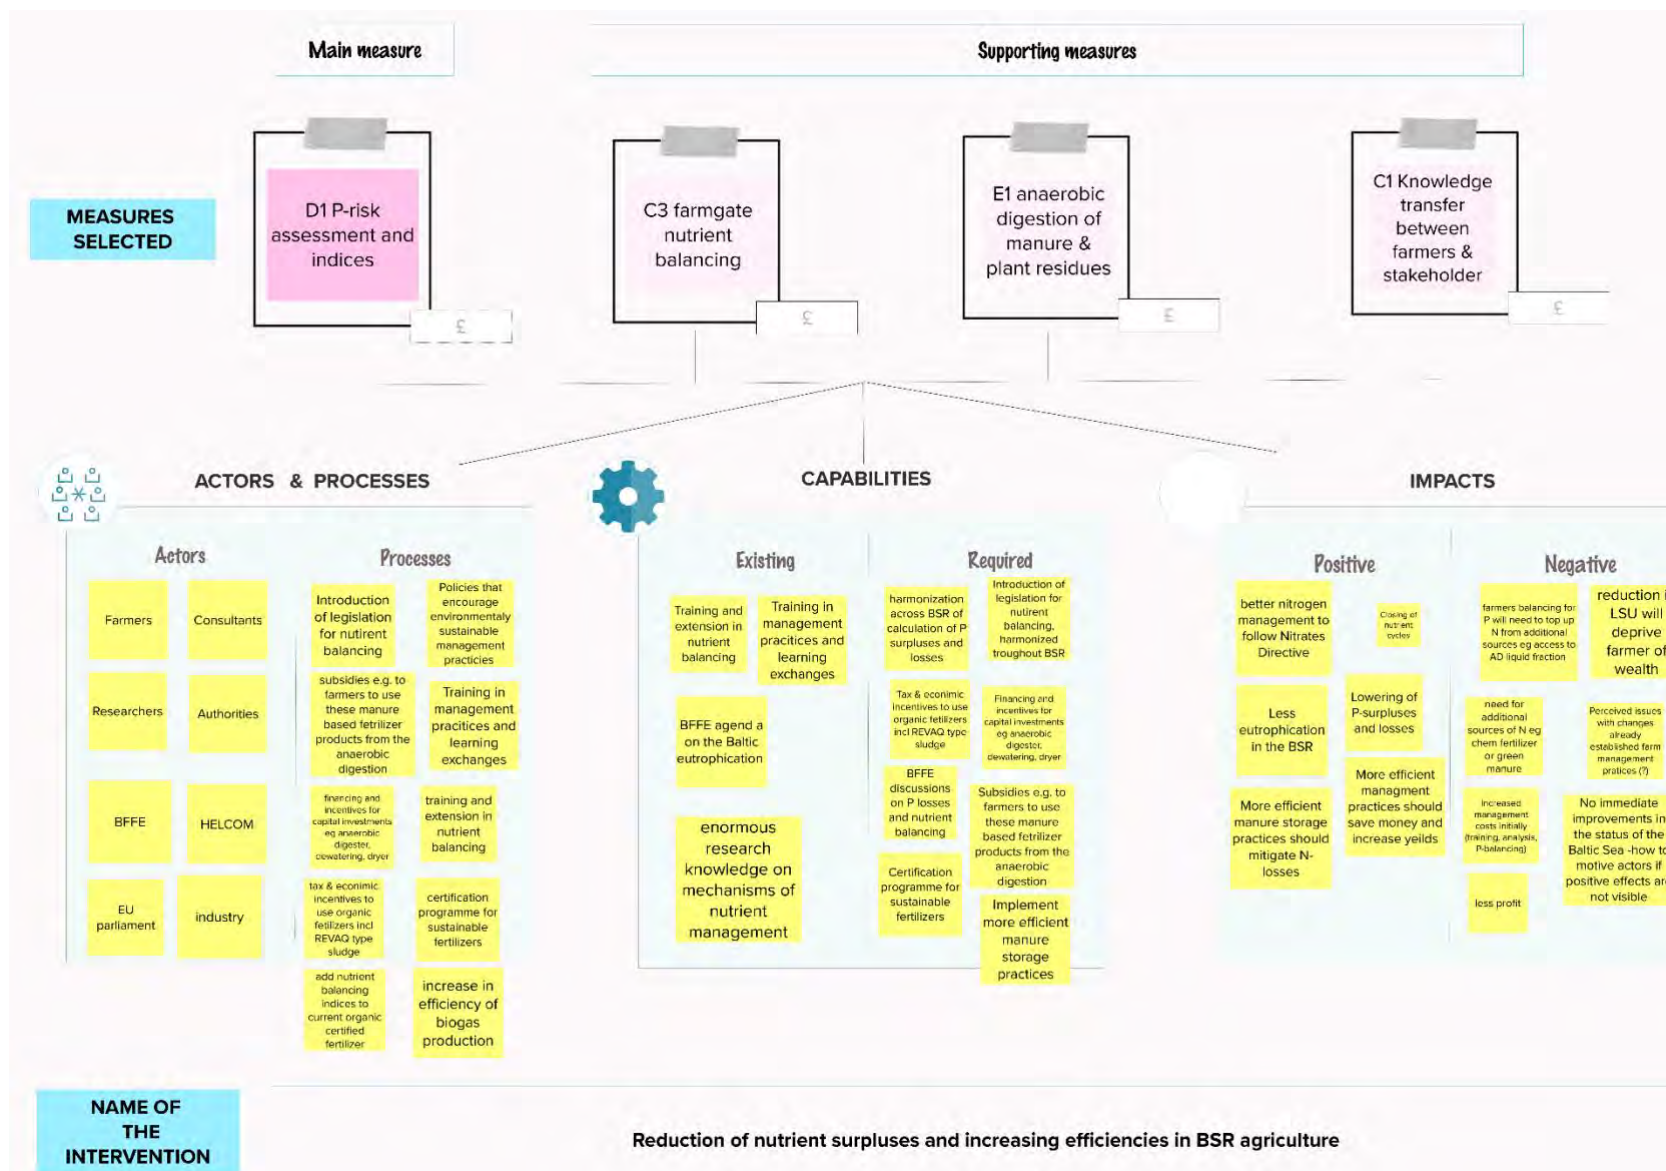 Main measure
Supporting measures
MEASURES
SELECTED
D1 P-risk
assessment and
indices
£
C3 farmgate
nutrient
balancing
£
E1 anaerobic
digestion of
manure &
plant residues
£
C1 Knowledge
transfer
between
farmers &
stakeholder
£
ACTORS & PROCESSES
Actors
Farmers
Consultants
Researchers
Authorities
BFFE
HELCOM
EU
parliament
industry
Processes
Introduction
of legislation
for nutirent
balancing
Policies that
encourage
environmentaly
sustainable
management
practicies
subsidies e.g. to
farmers to use
these manure
based fetrilizer
products from the
anaerobic
digestion
Training in
management
pracitices and
learning
exchanges
financing and
incentives for
capital investments
eg anaerobic
digester,
dewatering, dryer
training and
extension in
nutrient
balancing
tax & econimic
incentives to
use organic
fetilizers incl
REVAQ type
sludge
certification
programme for
sustainable
fertilizers
add nutrient
balancing
indices to
current organic
certified
fertilizer
increase in
efficiency of
biogas
production
CAPABILITIES
Existing
Training and
extension in
nutrient
balancing
Training in
management
pracitices and
learning
exchanges
BFFE agend a
on the Baltic
eutrophication
enormous
research
knowledge on
mechanisms of
nutrient
management
Required
harmonization
across BSR of
calculation of P
surpluses and
losses
Introduction of
legislation for
nutirent
balancing,
harmonized
troughout BSR
Tax & econimic
incentives to use
organic fetilizers
incl REVAQ type
sludge
Financing and
incentives for
capital investments
eg anaerobic
digester,
dewatering, dryer
BFFE
discussions
on P losses
and nutrient
balancing
Subsidies e.g. to
farmers to use
these manure
based fetrilizer
products from the
anaerobic
digestion
Certification
programme for
sustainable
fertilizers
Implement
more efficient
manure
storage
practices
IMPACTS
Positive
better nitrogen
management to
follow Nitrates
Directive
Closing of
nutrient
cycles
Less
eutrophication
in the BSR
Lowering of
P-surpluses
and losses
More efficient
manure storage
practices should
mitigate N-
losses
More efficient
managment
practices should
save money and
increase yeilds
Negative
farmers balancing for
P will need to top up
N from additional
sources eg access to
AD liquid fraction
reduction i
LSU will
deprive
farmer of
wealth
need for
additional
sources of N eg
chem fertilizer
or green
manure
Perceived issues
with changes
already
established farm
management
pratices (?)
Increased
management
costs initially
(training, analysis,
P-balancing)
No immediate
improvements in
the status of the
Baltic Sea -how to
motive actors if
positive effects are
not visible
less profit
NAME OF
THE
INTERVENTION
Reduction of nutrient surpluses and increasing efficiencies in BSR agriculture